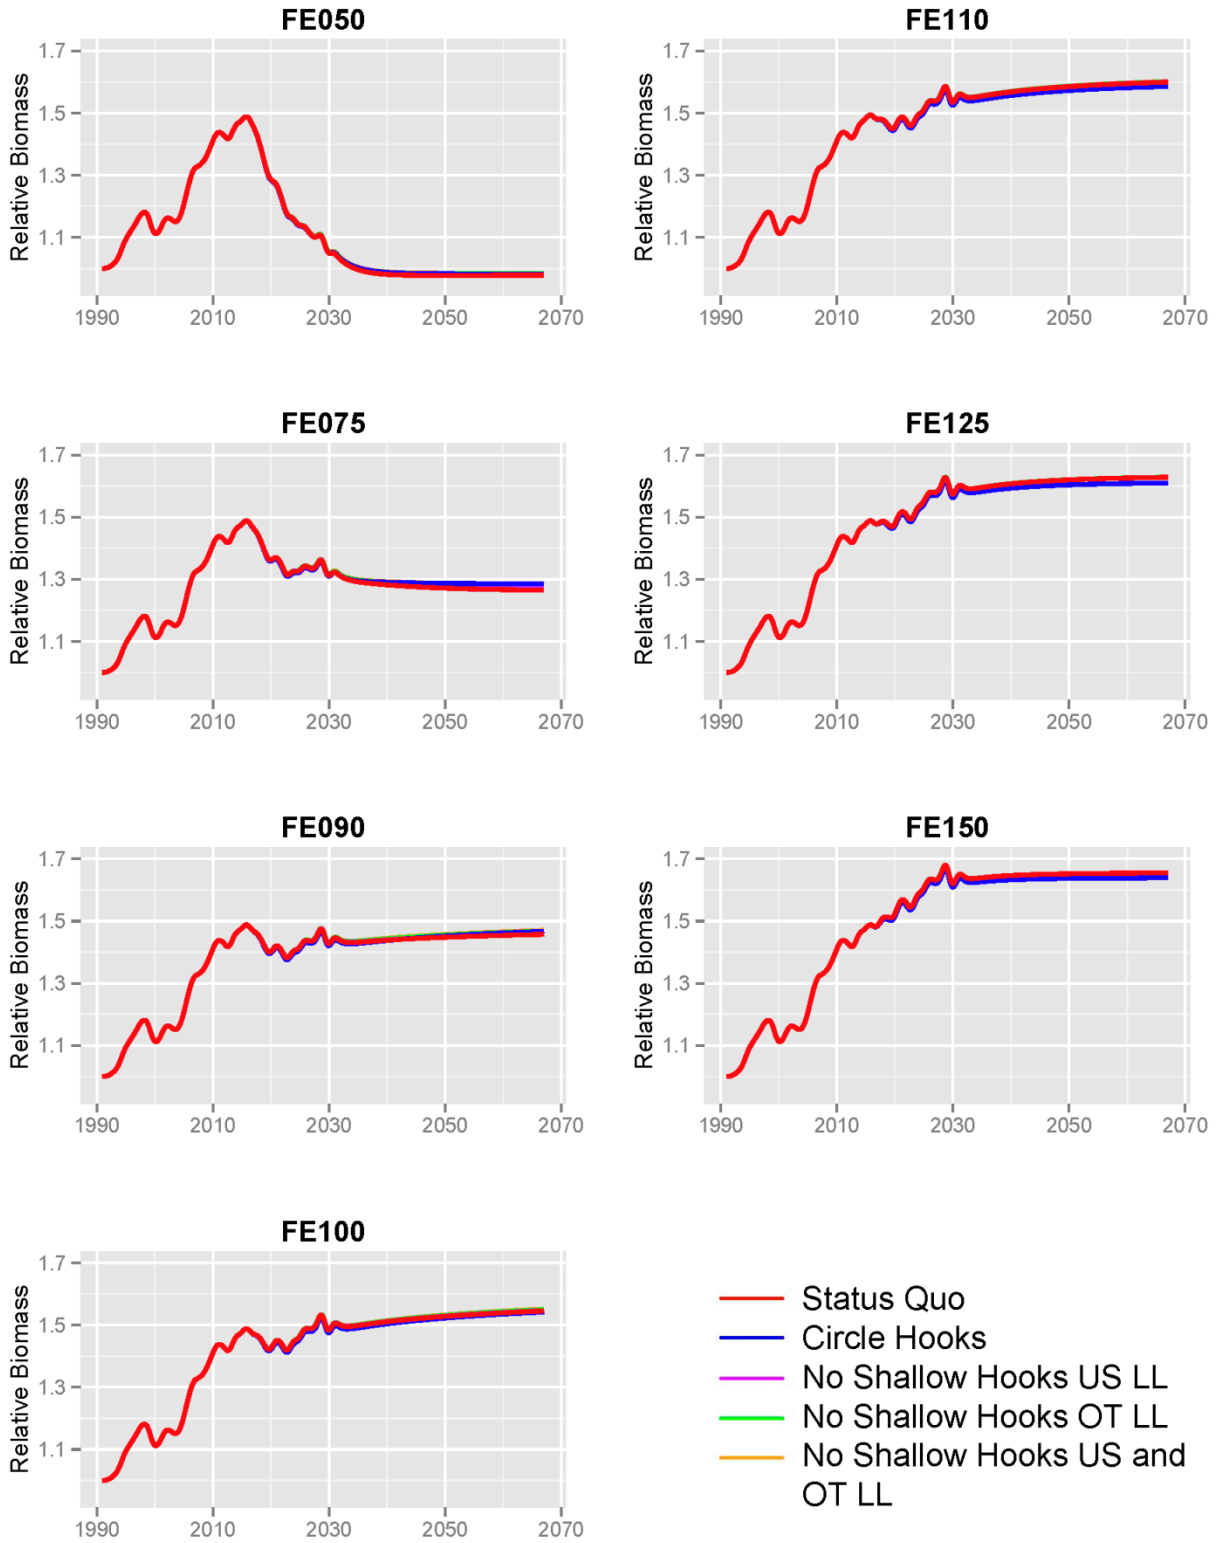 FE050
1.7
1.5
1.3
1.1
Relative Biomass
1990 2010 2030 2050 2070
FE110
1.7
1.5
1.3
1.1
Relative Biomass
1990 2010 2030 2050 2070
FE075
1.7
1.5
1.3
1.1
Relative Biomass
1990 2010 2030 2050 2070
FE125
1.7
1.5
1.3
1.1
Relative Biomass
1990 2010 2030 2050 2070
FE090
1.7
1.5
1.3
1.1
Relative Biomass
1990 2010 2030 2050 2070
FE150
1.7
1.5
1.3
1.1
Relative Biomass
1990 2010 2030 2050 2070
FE100
1.7
1.5
1.3
1.1
Relative Biomass
1990 2010 2030 2050 2070
Status Quo
Circle Hooks
No Shallow Hooks US LL
No Shallow Hooks OT LL
No Shallow Hooks US and
OT LL